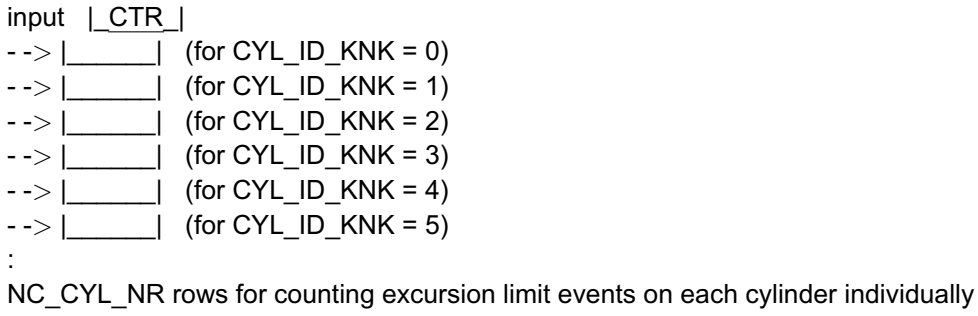 input |_CTR_|
- -> |______| (for CYL_ID_KNK = 0)
- -> |______| (for CYL_ID_KNK = 1)
- -> |______| (for CYL_ID_KNK = 2)
- -> |______| (for CYL_ID_KNK = 3)
- -> |______| (for CYL_ID_KNK = 4)
- -> |______| (for CYL_ID_KNK = 5)
:
NC_CYL_NR rows for counting excursion limit events on each cylinder individually